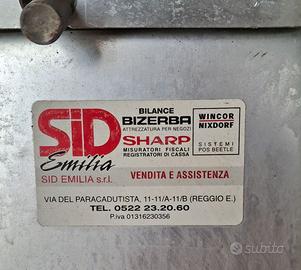 SiD
Emilia
SID EMILIA s.r.l.
BILANCE
BIZERBA
ATTREZZATURA PER NEGOZI
SHARP
MISURATORI FISCALI
REGISTRATORI DI CASSA
WINCOR
NIXDORF
SISTEMI
POS BEETLE
VENDITA E ASSISTENZA
VIA DEL PARACADUTISTA, 11-11/A-11/B (REGGIO E.)
TEL. 0522 23.20.60
P.iva 01316230356
subito